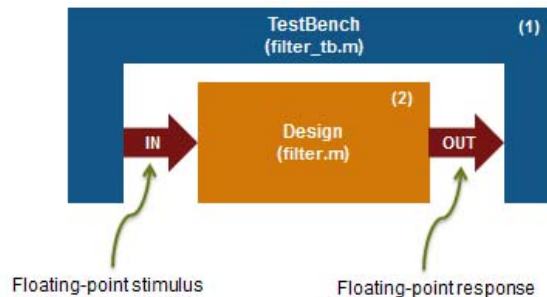 TestBench
(filter_tb.m)
(1)
(2)
Design
(filter.m)
IN
OUT
Floating-point stimulus
Floating-point response